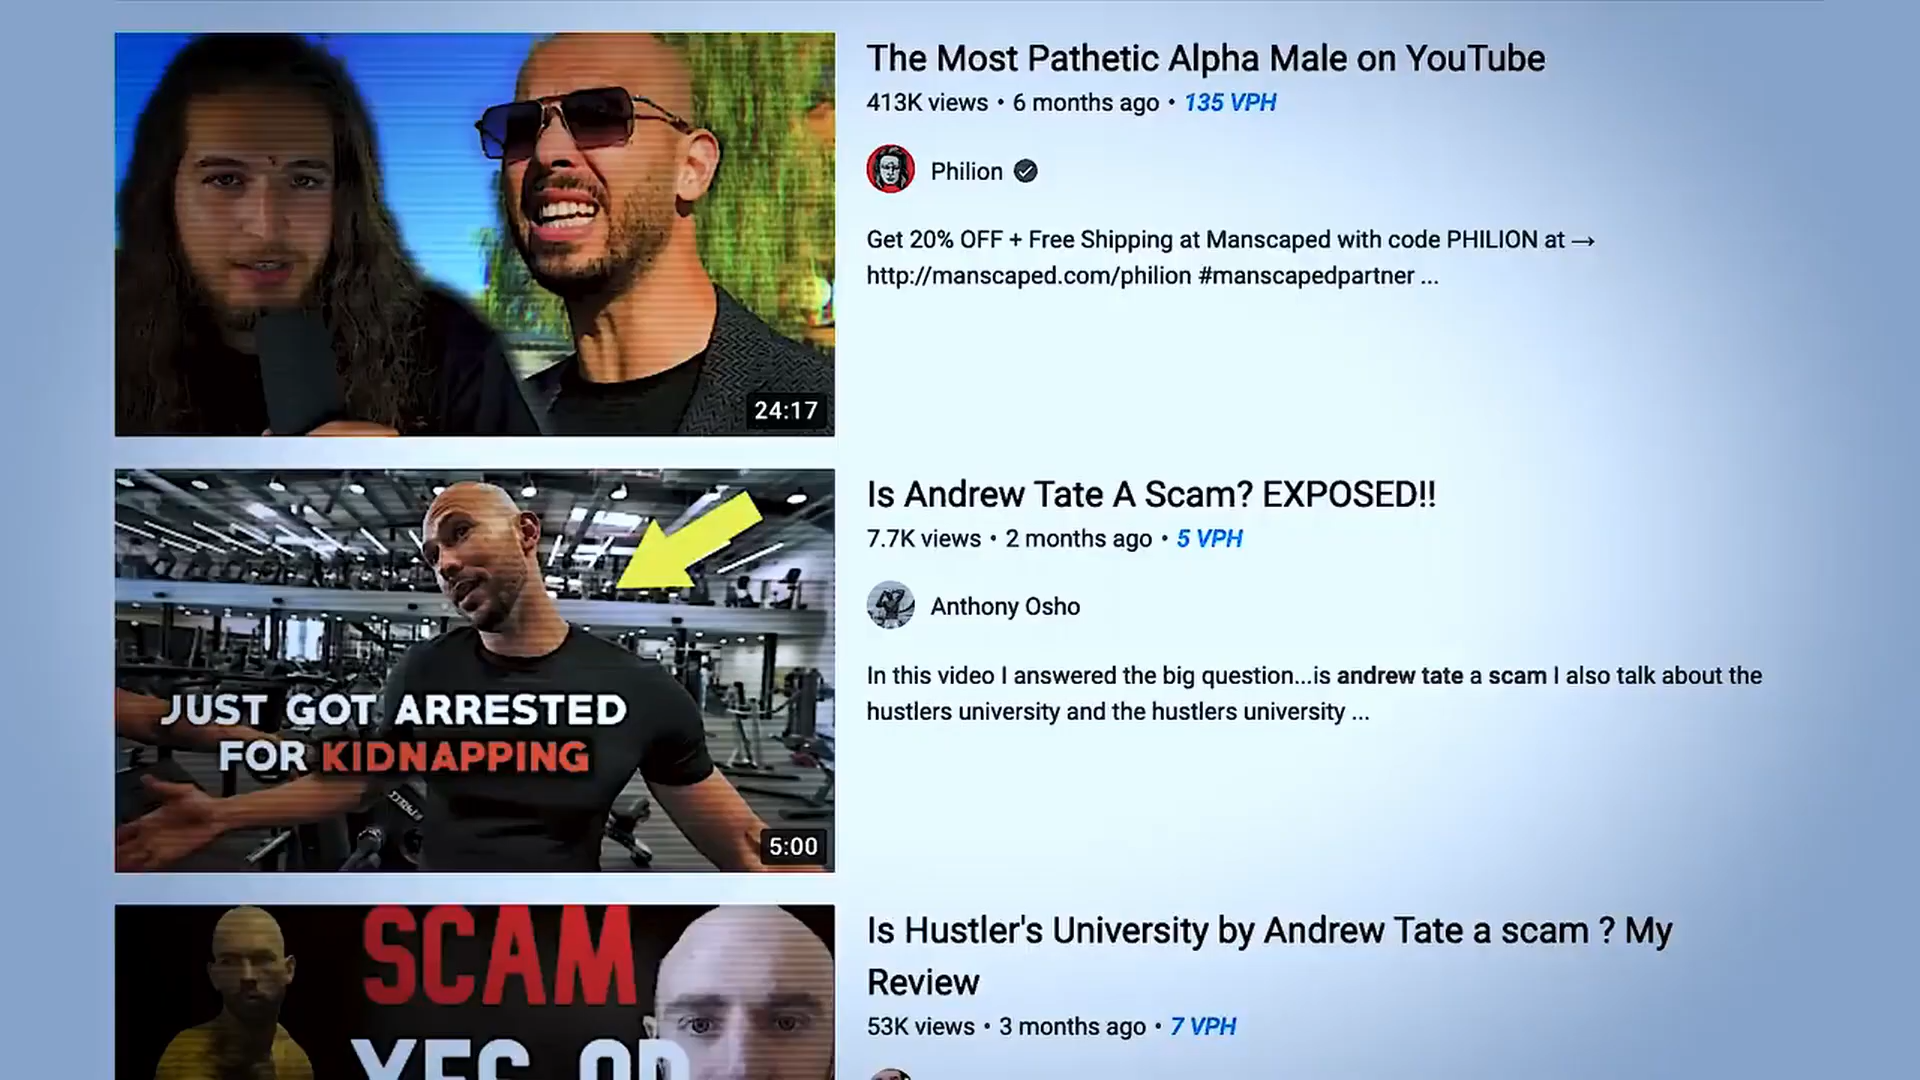 The Most Pathetic Alpha Male on YouTube
413K views • 6 months ago • 135 VPH
Philion
Get 20% OFF + Free Shipping at Manscaped with code PHILION at →
http://manscaped.com/philion #manscapedpartner ...
24:17
Is Andrew Tate A Scam? EXPOSED!!
7.7K views • 2 months ago • 5 VPH
Anthony Osho
In this video I answered the big question...is andrew tate a scam I also talk about the
hustlers university and the hustlers university ...
JUST GOT ARRESTED
FOR KIDNAPPING
5:00
Is Hustler's University by Andrew Tate a scam ? My
Review
53K views • 3 months ago • 7 VPH
SCAM
YES OR